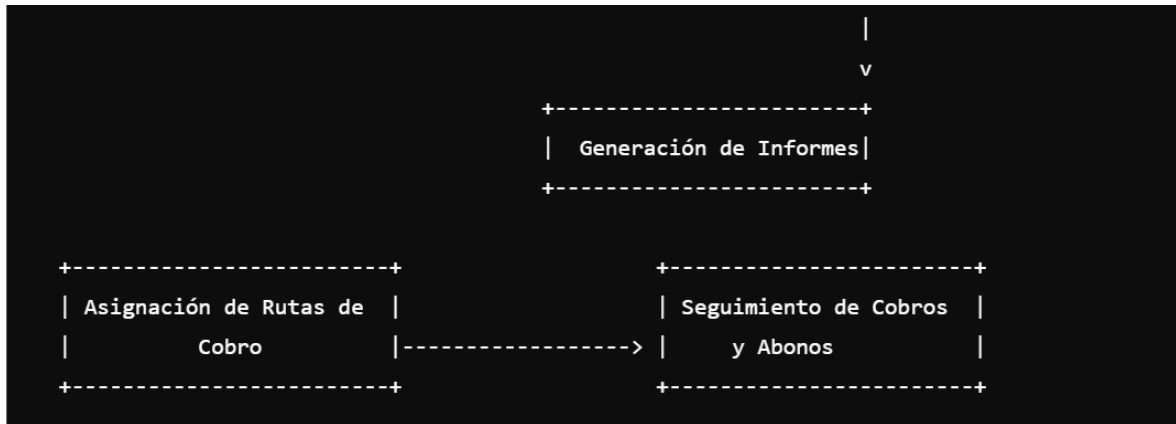 |
v
+-------------------------+
|  Generación de Informes|
+-------------------------+
+-------------------------+ +------------------------+
| Asignación de Rutas de  | | Seguimiento de Cobros  |
|         Cobro          |------------------> |     y Abonos           |
+-------------------------+ +------------------------+